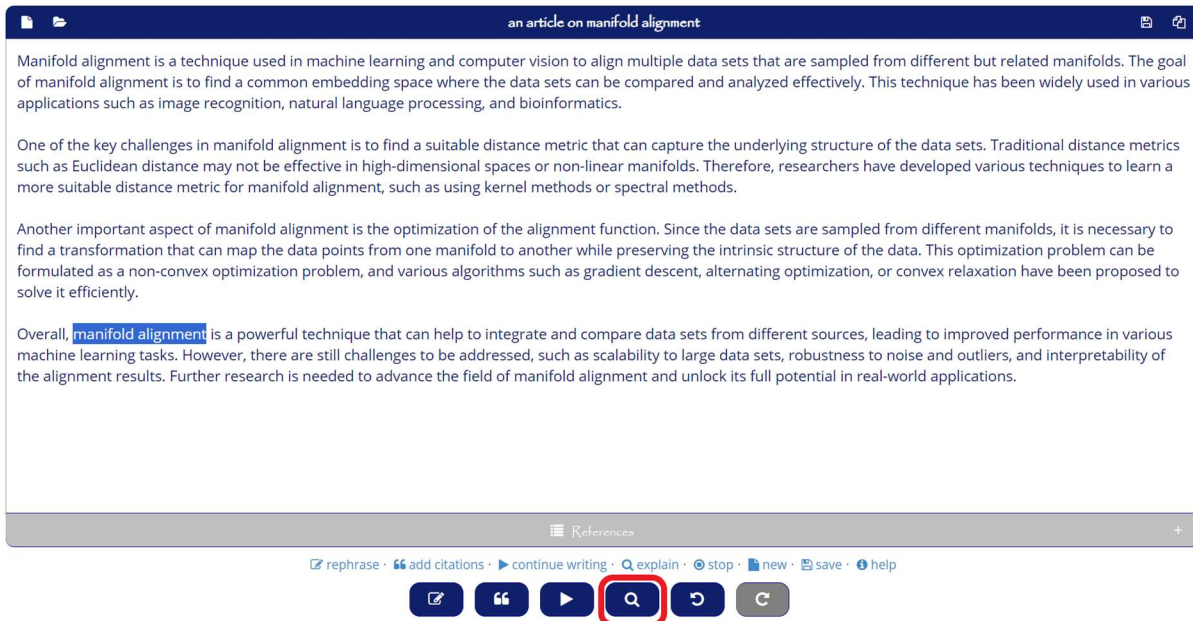 an article on manifold alignment
Manifold alignment is a technique used in machine learning and computer vision to align multiple data sets that are sampled from different but related manifolds. The goal
of manifold alignment is to find a common embedding space where the data sets can be compared and analyzed effectively. This technique has been widely used in various
applications such as image recognition, natural language processing, and bioinformatics.
One of the key challenges in manifold alignment is to find a suitable distance metric that can capture the underlying structure of the data sets. Traditional distance metrics
such as Euclidean distance may not be effective in high-dimensional spaces or non-linear manifolds. Therefore, researchers have developed various techniques to learn a
more suitable distance metric for manifold alignment, such as using kernel methods or spectral methods.
Another important aspect of manifold alignment is the optimization of the alignment function. Since the data sets are sampled from different manifolds, it is necessary to
find a transformation that can map the data points from one manifold to another while preserving the intrinsic structure of the data. This optimization problem can be
formulated as a non-convex optimization problem, and various algorithms such as gradient descent, alternating optimization, or convex relaxation have been proposed to
solve it efficiently.
Overall, manifold alignment is a powerful technique that can help to integrate and compare data sets from different sources, leading to improved performance in various
machine learning tasks. However, there are still challenges to be addressed, such as scalability to large data sets, robustness to noise and outliers, and interpretability of
the alignment results. Further research is needed to advance the field of manifold alignment and unlock its full potential in real-world applications.
References +
rephrase · add citations · continue writing · explain · stop · new · save · help